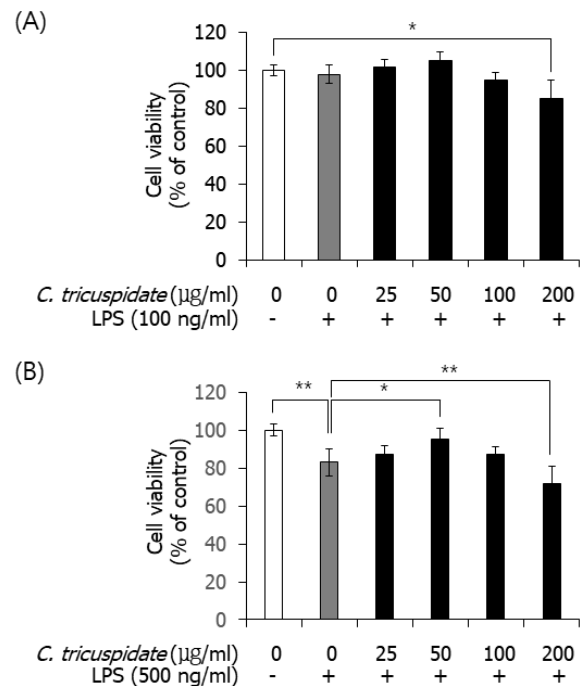 (A)
*
120
100
80
60
40
20
0
Cell viability
(% of control)
C. tricuspidate (µg/ml) 0 0 25 50 100 200
LPS (100 ng/ml) - + + + + +
(B)
**
** *
120
100
80
60
40
20
0
Cell viability
(% of control)
C. tricuspidate (µg/ml) 0 0 25 50 100 200
LPS (500 ng/ml) - + + + + +